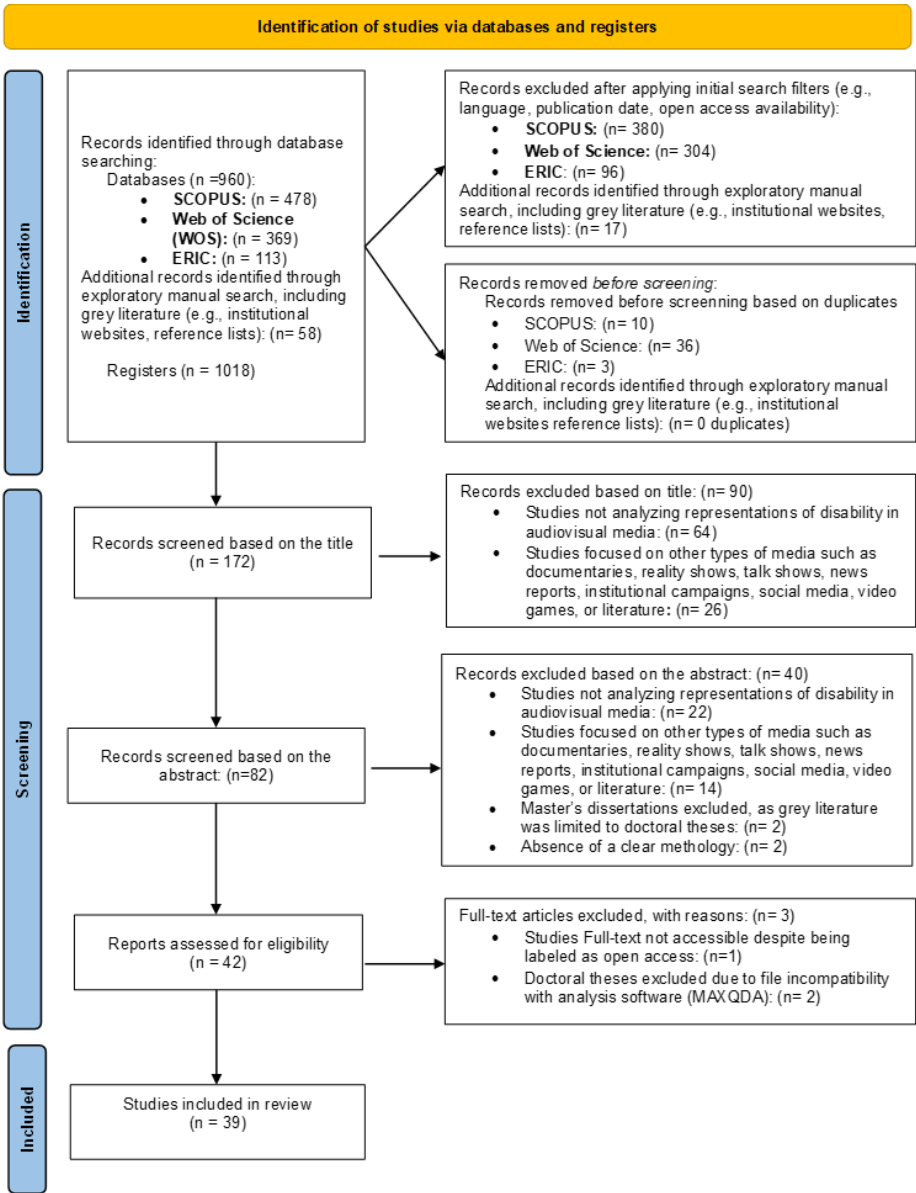 Identification of studies via databases and registers
Identification
Records identified through database
searching:
Databases (n =960):
• SCOPUS: (n = 478)
• Web of Science
(WOS): (n = 369)
• ERIC: (n = 113)
Additional records identified through
exploratory manual search, including
grey literature (e.g., institutional
websites, reference lists): (n= 58)
Registers (n = 1018)
Records excluded after applying initial search filters (e.g.,
language, publication date, open access availability):
• SCOPUS: (n= 380)
• Web of Science: (n= 304)
• ERIC: (n= 96)
Additional records identified through exploratory manual
search, including grey literature (e.g., institutional websites,
reference lists): (n= 17)
Records removed before screening:
Records removed before screenning based on duplicates
• SCOPUS: (n= 10)
• Web of Science: (n= 36)
• ERIC: (n= 3)
Additional records identified through exploratory manual
search, including grey literature (e.g., institutional
websites reference lists): (n= 0 duplicates)
Screening
Records screened based on the title
(n = 172)
Records excluded based on title: (n= 90)
• Studies not analyzing representations of disability in
audiovisual media: (n= 64)
• Studies focused on other types of media such as
documentaries, reality shows, talk shows, news
reports, institutional campaigns, social media, video
games, or literature: (n= 26)
Records screened based on the
abstract: (n=82)
Records excluded based on the abstract: (n= 40)
• Studies not analyzing representations of disability in
audiovisual media: (n= 22)
• Studies focused on other types of media such as
documentaries, reality shows, talk shows, news
reports, institutional campaigns, social media, video
games, or literature: (n= 14)
• Master's dissertations excluded, as grey literature
was limited to doctoral theses: (n= 2)
• Absence of a clear methology: (n= 2)
Reports assessed for eligibility
(n = 42)
Full-text articles excluded, with reasons: (n= 3)
• Studies Full-text not accessible despite being
labeled as open access: (n=1)
• Doctoral theses excluded due to file incompatibility
with analysis software (MAXQDA): (n= 2)
Included
Studies included in review
(n = 39)